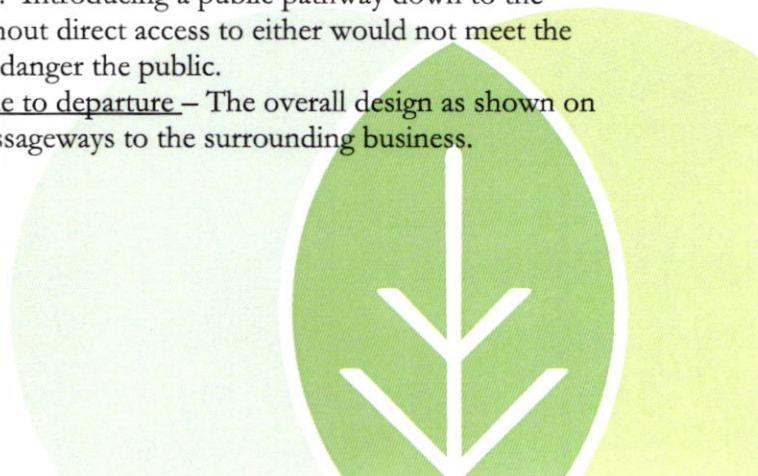 Introducing a public pathway down to the
hout direct access to either would not meet the
danger the public.
e to departure – The overall design as shown on
ssageways to the surrounding business.